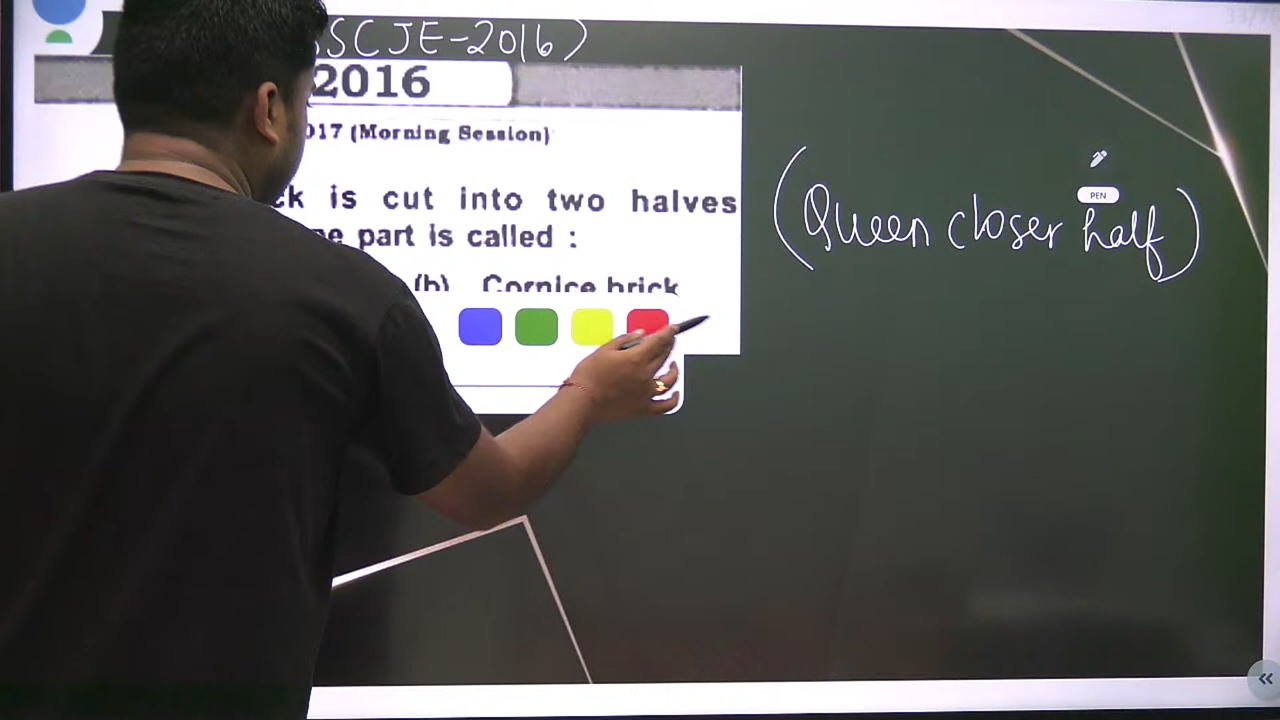 SSCJE-2016)
2016
017 (Morning Session)
ck is cut into two halves
ne part is called :
(b) Cornice brick
PEN
(Queen closer half)